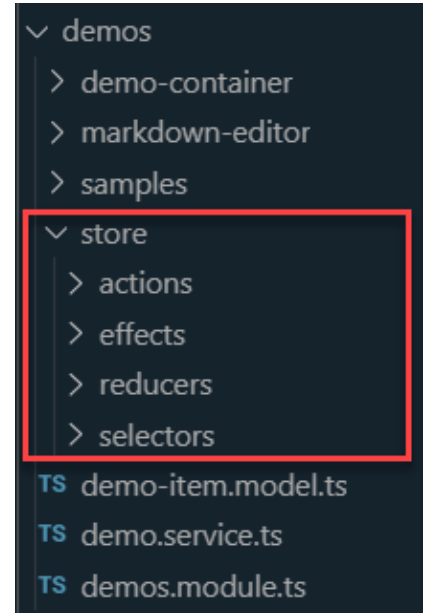 demos
demo-container
markdown-editor
samples
store
actions
effects
reducers
selectors
TS demo-item.model.ts
TS demo.service.ts
TS demos.module.ts